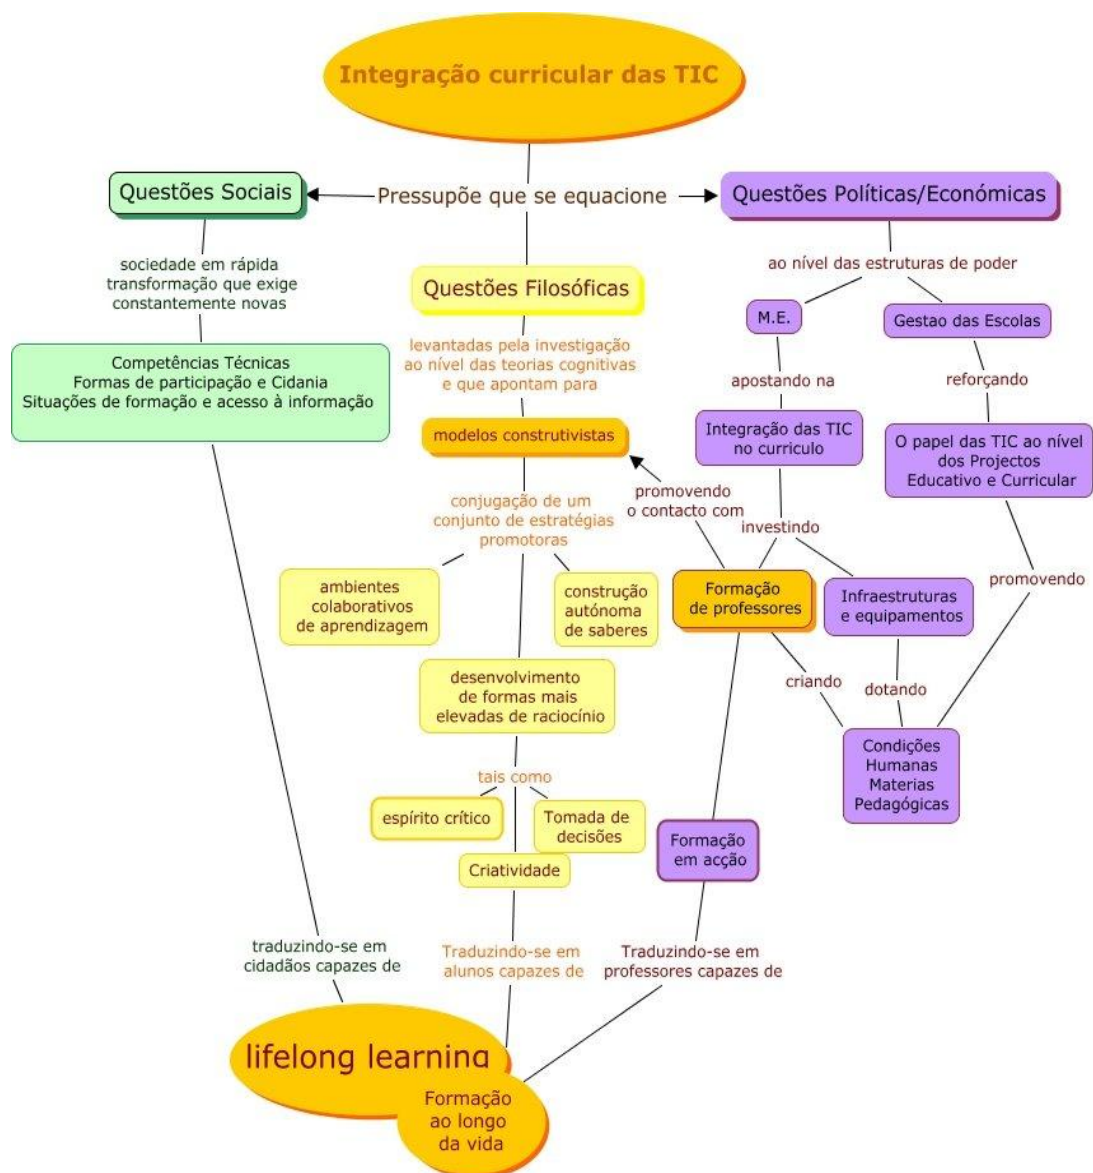 Integração curricular das TIC
Questões Sociais
Pressupõe que se equacione
Questões Políticas/Económicas
sociedade em rápida
transformação que exige
constantemente novas
Competências Técnicas
Formas de participação e Cidania
Situações de formação e acesso à informação
traduzindo-se em
cidadãos capazes de
Questões Filosóficas
levantadas pela investigação
ao nível das teorias cognitivas
e que apontam para
modelos construtivistas
conjugação de um
conjunto de estratégias
promotoras
ambientes
colaborativos
de aprendizagem
construção
autónoma
de saberes
desenvolvimento
de formas mais
elevadas de raciocínio
tais como
espírito crítico
Tomada de
decisões
Criatividade
Traduzindo-se em
alunos capazes de
ao nível das estruturas de poder
M.E.
Gestao das Escolas
apostando na
reforçando
Integração das TIC
no curriculo
O papel das TIC ao nível
dos Projectos
Educativo e Curricular
promovendo
o contacto com
investindo
Formação
de professores
Infraestruturas
e equipamentos
promovendo
criando
dotando
Condições
Humanas
Materias
Pedagógicas
Formação
em acção
Traduzindo-se em
professores capazes de
lifelong learning
Formação
ao longo
da vida